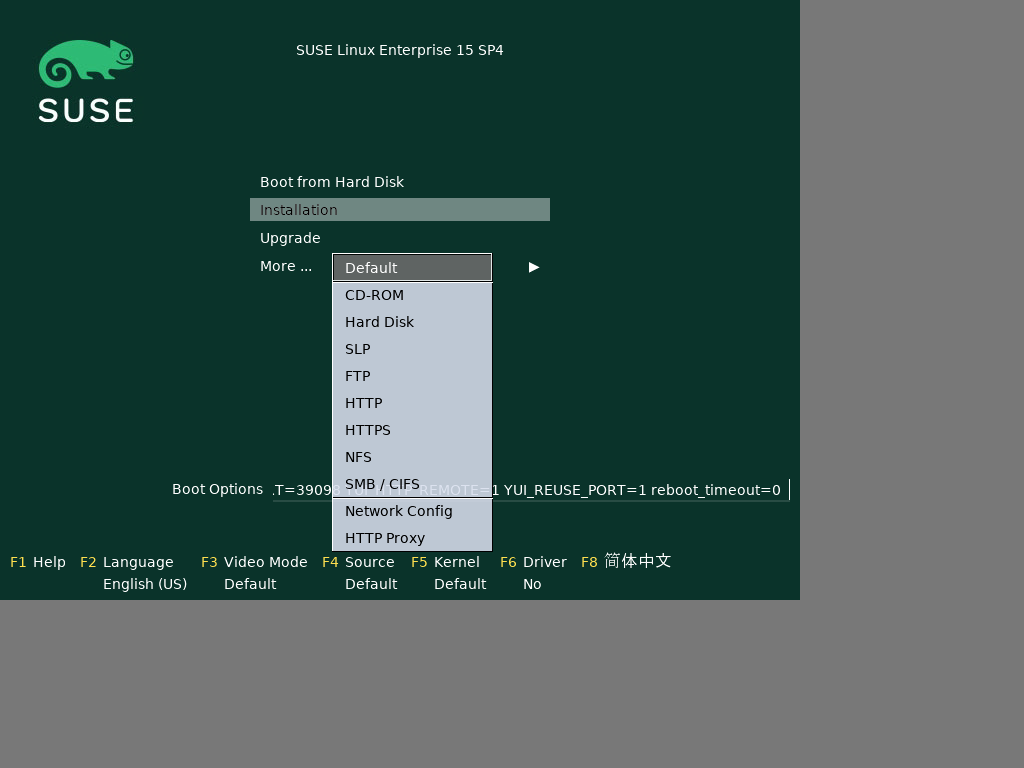 SUSE Linux Enterprise 15 SP4
SUSE
Boot from Hard Disk
Installation
Upgrade
More ...
Default
CD-ROM
Hard Disk
SLP
FTP
HTTP
HTTPS
NFS
SMB / CIFS
Network Config
HTTP Proxy
Boot Options .T=39098 YUI_HTTP_REMOTE=1 YUI_REUSE_PORT=1 reboot_timeout=0
F1 Help F2 Language F3 Video Mode F4 Source F5 Kernel F6 Driver F8 简体中文
English (US) Default Default Default No